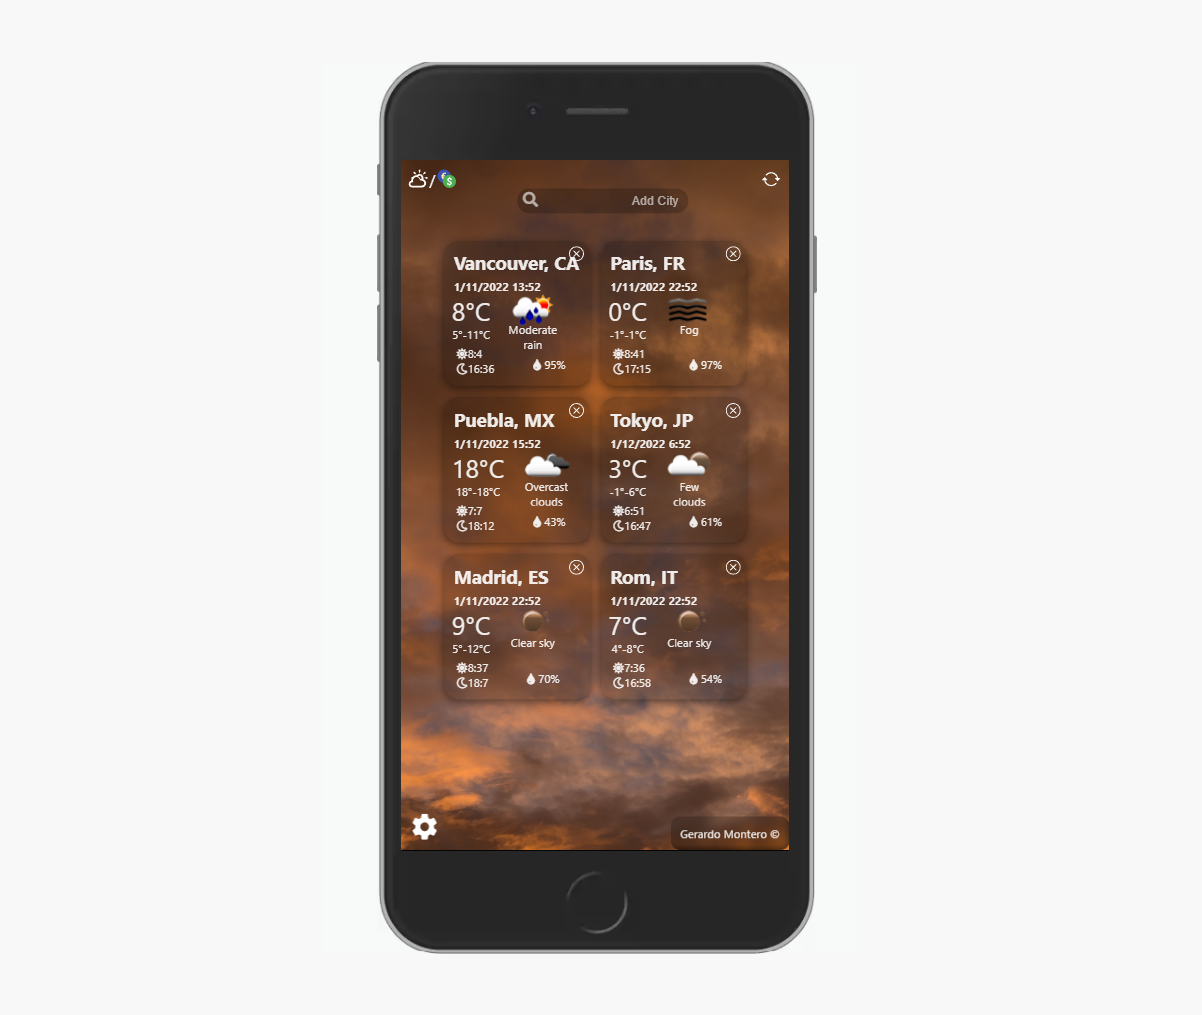 /
$
Add City
Vancouver, CA
1/11/2022 13:52
8°C
5°-11°C
Moderate
rain
8:4
16:36
95%
Paris, FR
1/11/2022 22:52
0°C
-1°-1°C
Fog
8:41
17:15
97%
Puebla, MX
1/11/2022 15:52
18°C
18°-18°C
Overcast
clouds
7:7
18:12
43%
Tokyo, JP
1/12/2022 6:52
3°C
-1°-6°C
Few
clouds
6:51
16:47
61%
Madrid, ES
1/11/2022 22:52
9°C
5°-12°C
Clear sky
8:37
18:7
70%
Rom, IT
1/11/2022 22:52
7°C
4°-8°C
Clear sky
7:36
16:58
54%
Gerardo Montero ©